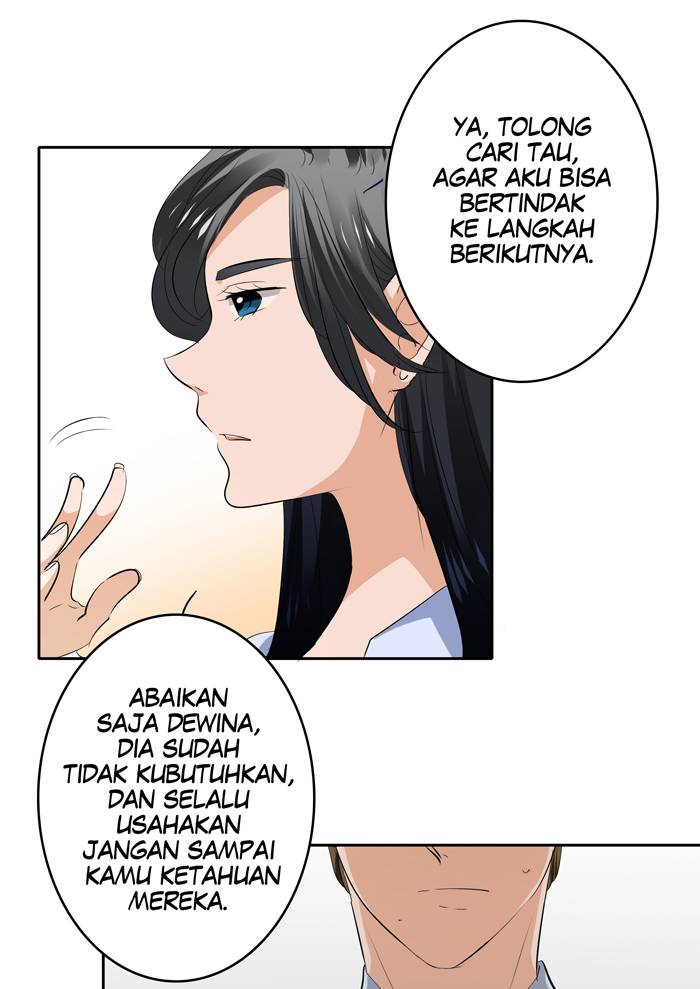 YA, TOLONG
CARI TAU,
AGAR AKU BISA
BERTINDAK
KE LANGKAH
BERIKUTNYA.
ABAIKAN
SAJA DEWINA,
DIA SUDAH
TIDAK KUBUTUHKAN,
DAN SELALU
USAHAKAN
JANGAN SAMPAI
KAMU KETAHUAN
MEREKA.